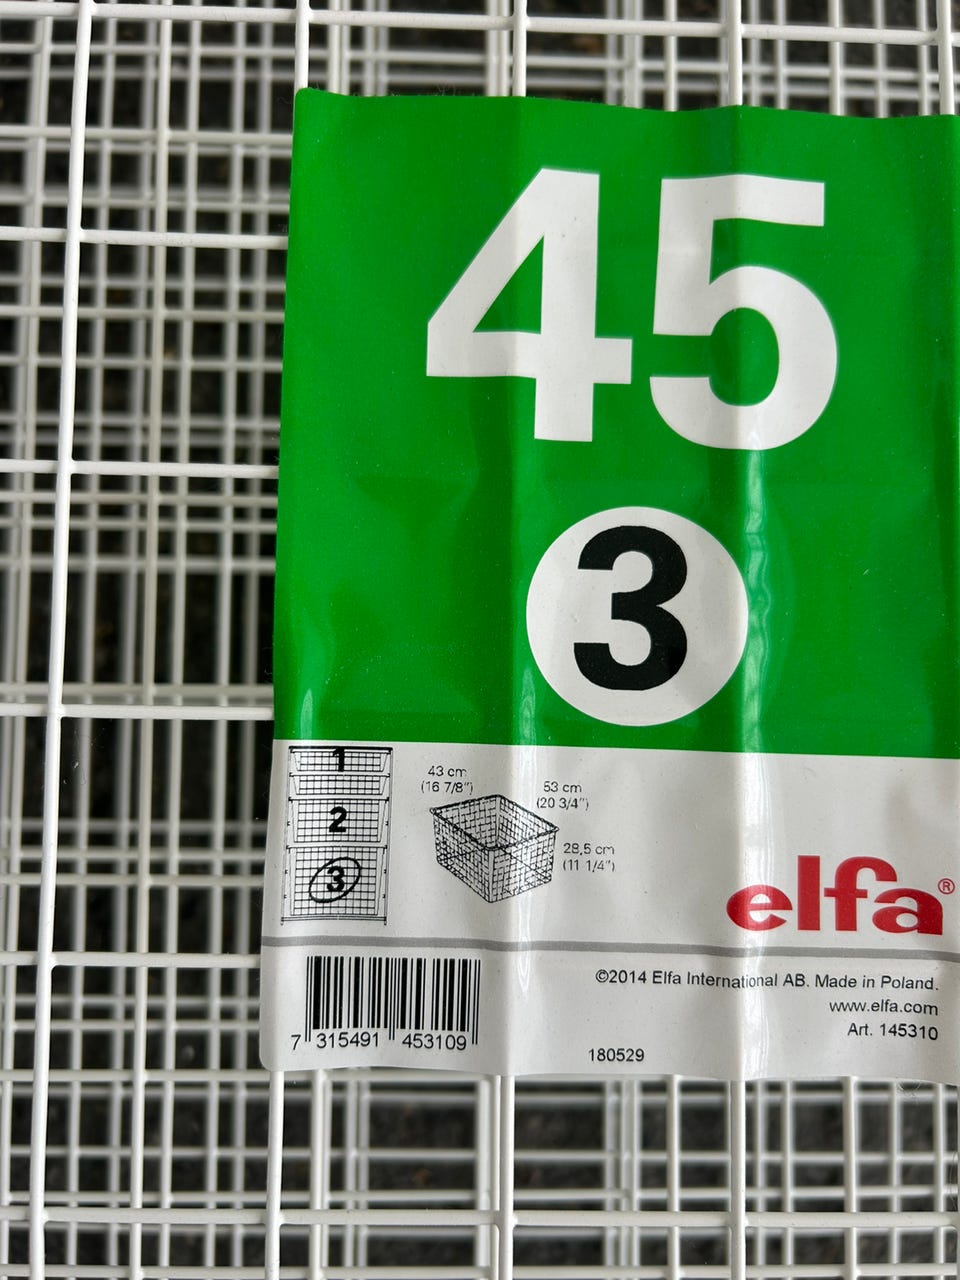 45
3
1
2
3
43 cm
(16 7/8")
53 cm
(20 3/4")
28,5 cm
(11 1/4")
elfa®
©2014 Elfa International AB. Made in Poland.
www.elfa.com
Art. 145310
7 315491 453109
180529